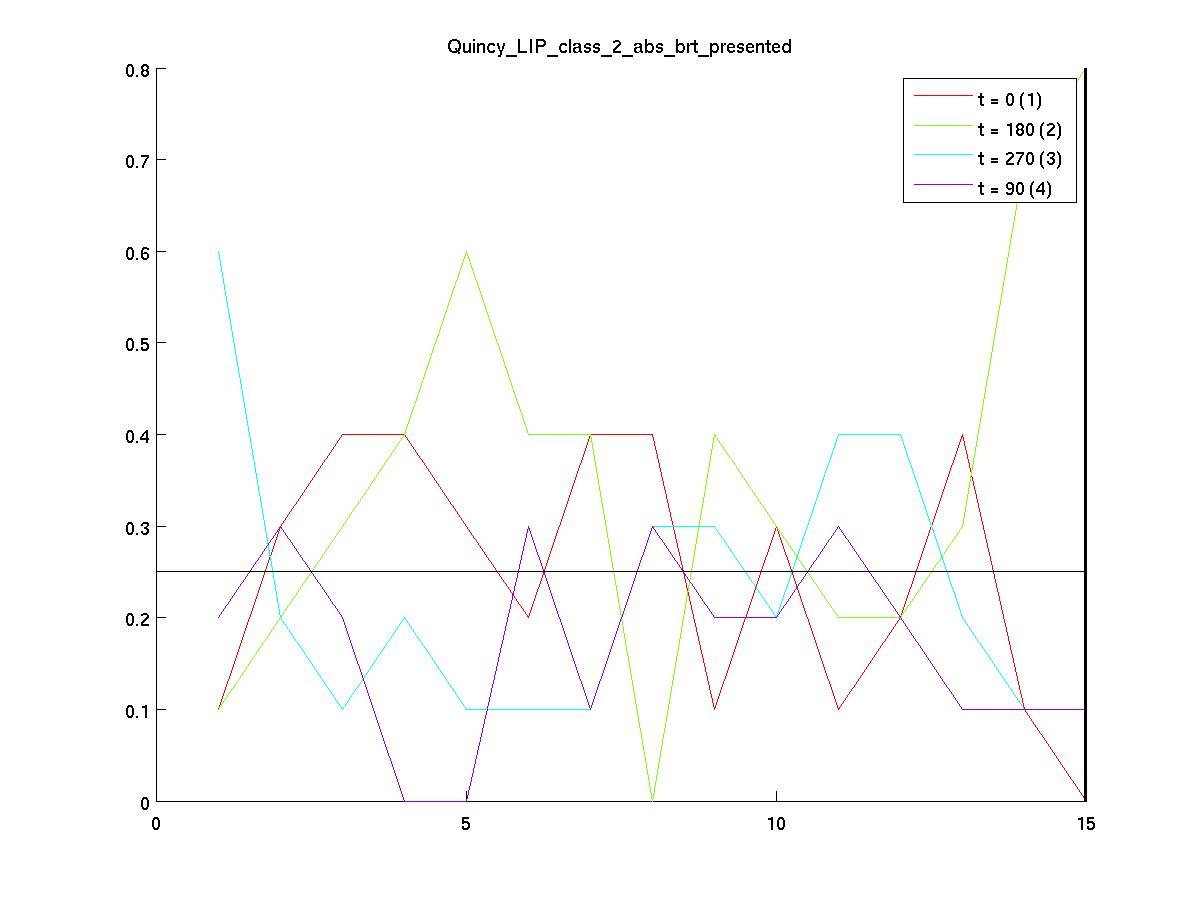 Quincy_LIP_class_2_abs_brt_presented
0.8
0.7
0.6
0.5
0.4
0.3
0.2
0.1
0
t = 0 (1)
t = 180 (2)
t = 270 (3)
t = 90 (4)
0 5 10 15